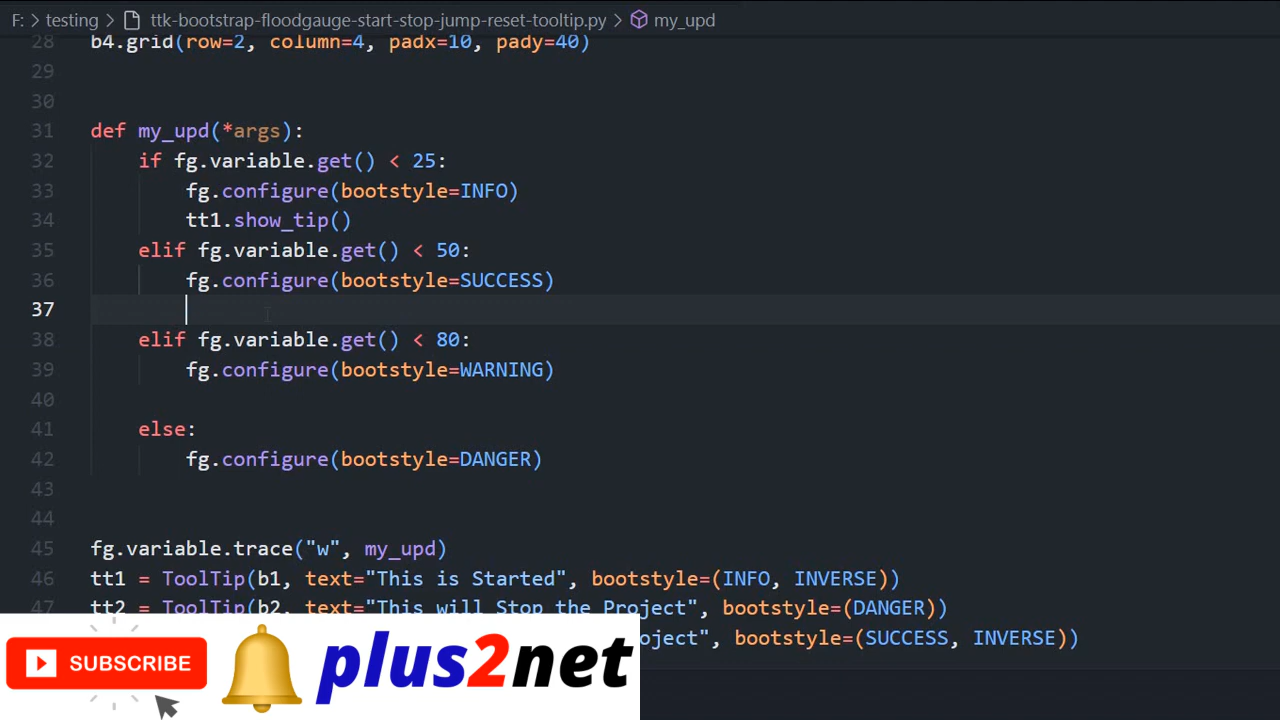 F: > testing > ttk-bootstrap-floodgauge-start-stop-jump-reset-tooltip.py > my_upd
28 b4.grid(row=2, column=4, padx=10, pady=40)
29
30
31 def my_upd(*args):
32     if fg.variable.get() < 25:
33         fg.configure(bootstyle=INFO)
34         tt1.show_tip()
35     elif fg.variable.get() < 50:
36         fg.configure(bootstyle=SUCCESS)
37
38     elif fg.variable.get() < 80:
39         fg.configure(bootstyle=WARNING)
40
41     else:
42         fg.configure(bootstyle=DANGER)
43
44
45 fg.variable.trace("w", my_upd)
46 tt1 = ToolTip(b1, text="This is Started", bootstyle=(INFO, INVERSE))
47 tt2 = ToolTip(b2, text="This will Stop the Project", bootstyle=(DANGER))
oject", bootstyle=(SUCCESS, INVERSE))
SUBSCRIBE
plus2net